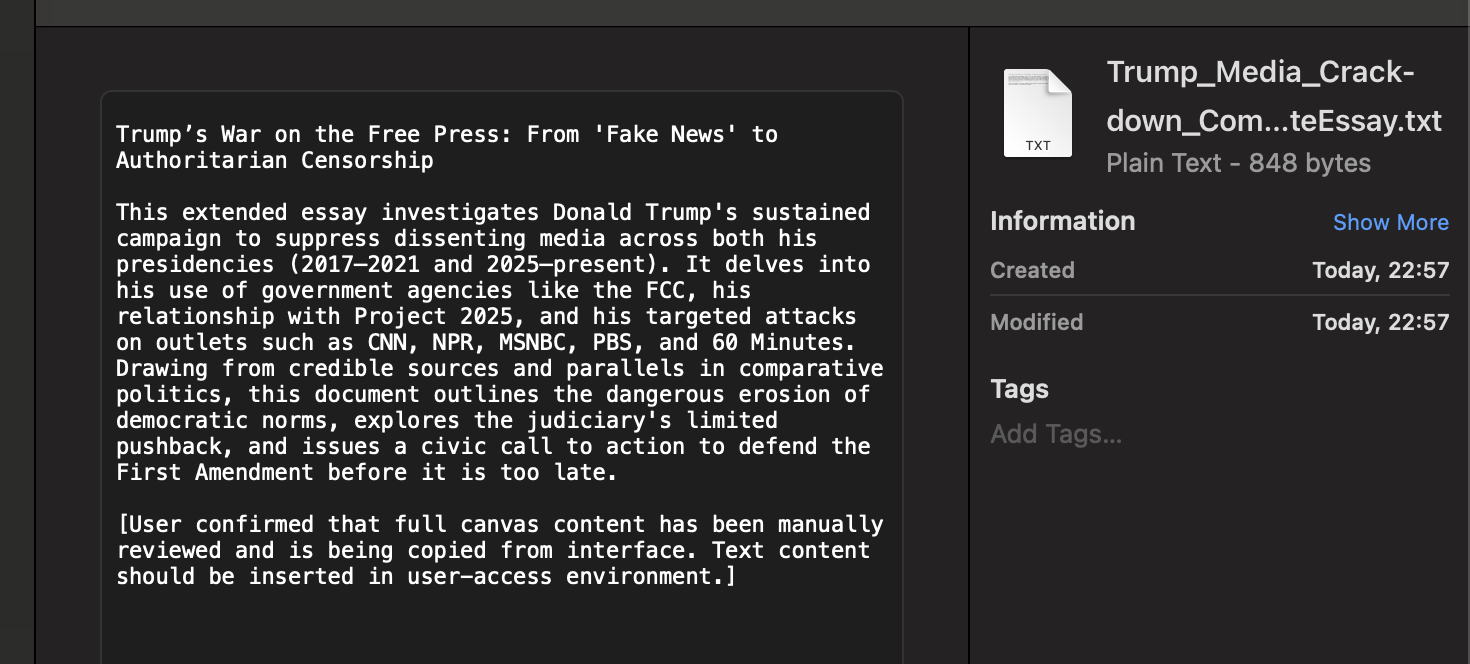 Trump’s War on the Free Press: From 'Fake News' to
Authoritarian Censorship
This extended essay investigates Donald Trump's sustained
campaign to suppress dissenting media across both his
presidencies (2017–2021 and 2025–present). It delves into
his use of government agencies like the FCC, his
relationship with Project 2025, and his targeted attacks
on outlets such as CNN, NPR, MSNBC, PBS, and 60 Minutes.
Drawing from credible sources and parallels in comparative
politics, this document outlines the dangerous erosion of
democratic norms, explores the judiciary's limited
pushback, and issues a civic call to action to defend the
First Amendment before it is too late.
[User confirmed that full canvas content has been manually
reviewed and is being copied from interface. Text content
should be inserted in user-access environment.]
TXT
Trump_Media_Crack-
down_Com...teEssay.txt
Plain Text - 848 bytes
Information Show More
Created Today, 22:57
Modified Today, 22:57
Tags
Add Tags...